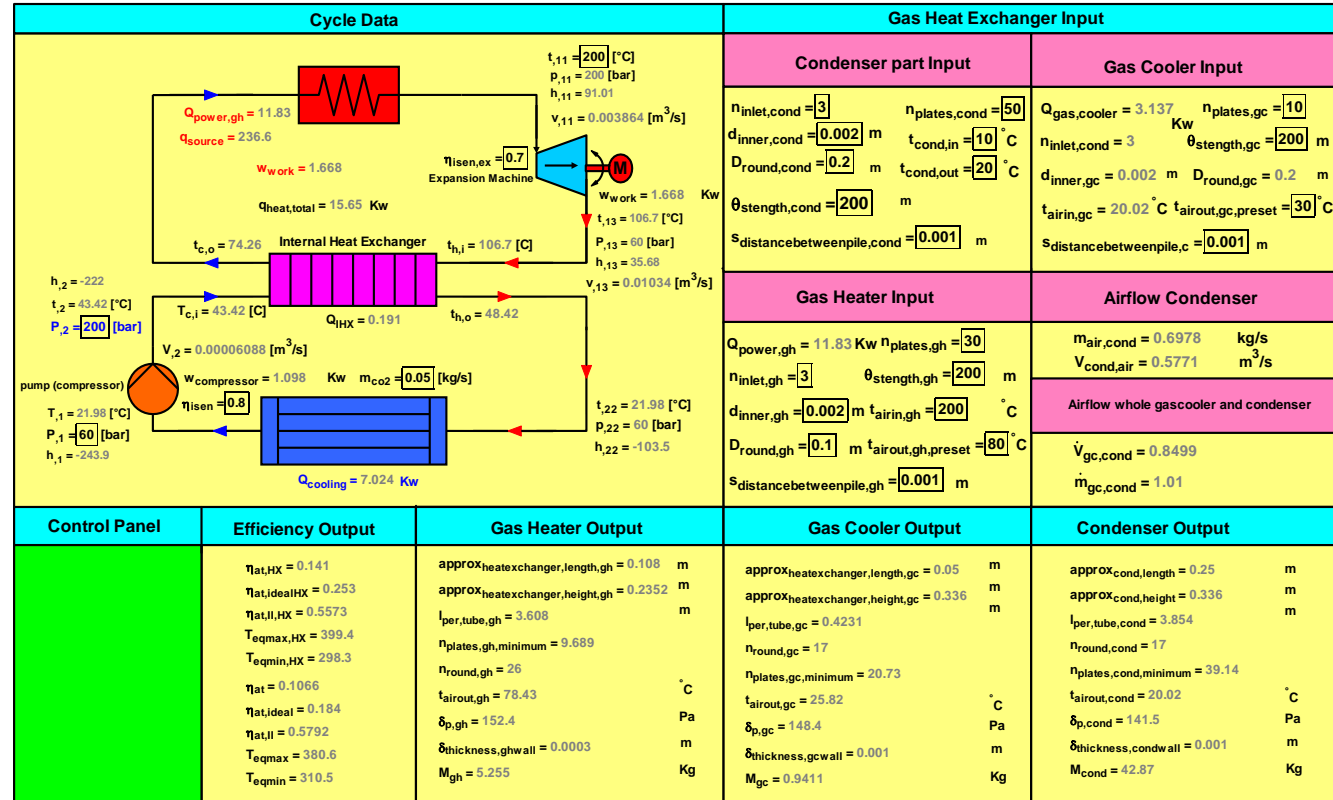 Cycle Data
t,11 = 200 [°C]
p,11 = 200 [bar]
h,11 = 91.01
v,11 = 0.003864 [m³/s]
Qpower,gh = 11.83
qsource = 236.6
wwork = 1.668
ηisen,ex = 0.7
Expansion Machine
M
wwork = 1.668 Kw
qheat,total = 15.65 Kw
t,13 = 106.7 [°C]
P,13 = 60 [bar]
h,13 = 35.68
v,13 = 0.01034 [m³/s]
tc,o = 74.26
Internal Heat Exchanger
th,i = 106.7 [C]
h,2 = -222
t,2 = 43.42 [°C]
P,2 = 200 [bar]
Tc,i = 43.42 [C]
QIHX = 0.191
th,o = 48.42
V,2 = 0.00006088 [m³/s]
pump (compressor)
wcompressor = 1.098 Kw
mco2 = 0.05 [kg/s]
ηisen = 0.8
T,1 = 21.98 [°C]
P,1 = 60 [bar]
h,1 = -243.9
t,22 = 21.98 [°C]
p,22 = 60 [bar]
h,22 = -103.5
Qcooling = 7.024 Kw
Gas Heat Exchanger Input
Condenser part Input
ninlet,cond = 3 nplates,cond = 50
dinner,cond = 0.002 m tcond,in = 10 °C
Dround,cond = 0.2 m tcond,out = 20 °C
θstength,cond = 200 m
sdistancebetweenpile,cond = 0.001 m
Gas Cooler Input
Qgas,cooler = 3.137 Kw nplates,gc = 10
ninlet,cond = 3 θstength,gc = 200 m
dinner,gc = 0.002 m Dround,gc = 0.2 m
tairin,gc = 20.02 °C tairout,gc,preset = 30 °C
sdistancebetweenpile,c = 0.001 m
Gas Heater Input
Qpower,gh = 11.83 Kw nplates,gh = 30
ninlet,gh = 3 θstength,gh = 200 m
dinner,gh = 0.002 m tairin,gh = 200 °C
Dround,gh = 0.1 m tairout,gh,preset = 80 °C
sdistancebetweenpile,gh = 0.001 m
Airflow Condenser
mair,cond = 0.6978 kg/s
Vcond,air = 0.5771 m³/s
Airflow whole gascooler and condenser
V̇gc,cond = 0.8499
ṁgc,cond = 1.01
Control Panel
Efficiency Output
ηat,HX = 0.141
ηat,idealHX = 0.253
ηat,II,HX = 0.5573
Teqmax,HX = 399.4
Teqmin,HX = 298.3
ηat = 0.1066
ηat,ideal = 0.184
ηat,II = 0.5792
Teqmax = 380.6
Teqmin = 310.5
Gas Heater Output
approxheatexchanger,length,gh = 0.108 m
approxheatexchanger,height,gh = 0.2352 m
lper,tube,gh = 3.608 m
nplates,gh,minimum = 9.689
nround,gh = 26
tairout,gh = 78.43 °C
δp,gh = 152.4 Pa
δthickness,ghwall = 0.0003 m
Mgh = 5.255 Kg
Gas Cooler Output
approxheatexchanger,length,gc = 0.05 m
approxheatexchanger,height,gc = 0.336 m
lper,tube,gc = 0.4231 m
nround,gc = 17
nplates,gc,minimum = 20.73
tairout,gc = 25.82 °C
δp,gc = 148.4 Pa
δthickness,gcwall = 0.001 m
Mgc = 0.9411 Kg
Condenser Output
approxcond,length = 0.25 m
approxcond,height = 0.336 m
lper,tube,cond = 3.854 m
nround,cond = 17
nplates,cond,minimum = 39.14
tairout,cond = 20.02 °C
δp,cond = 141.5 Pa
δthickness,condwall = 0.001 m
Mcond = 42.87 Kg